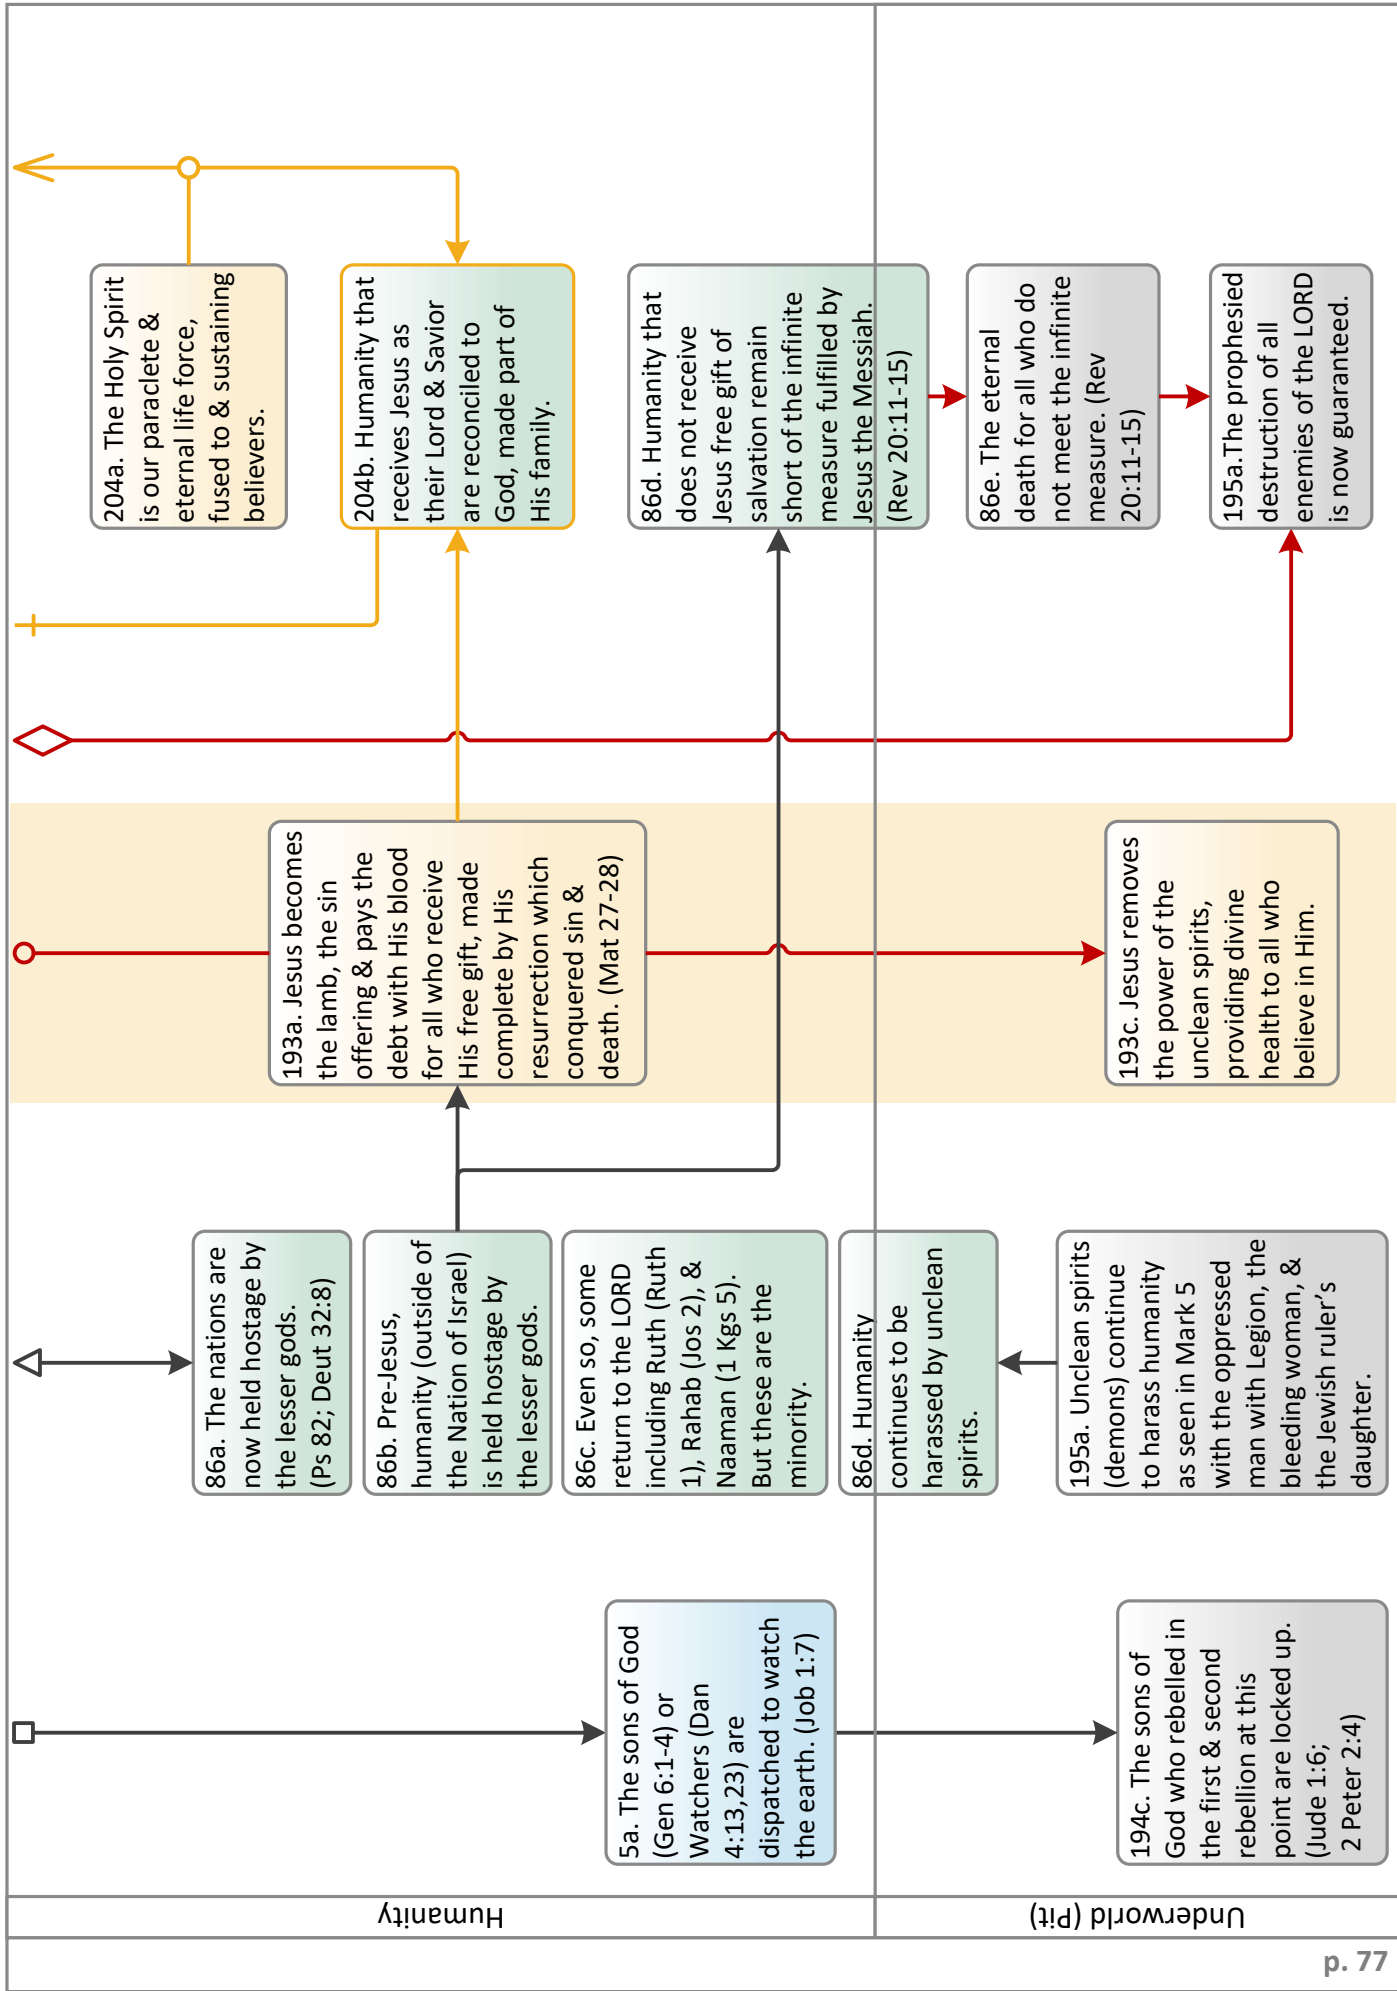 Humanity
Underworld (Pit)
5a. The sons of God
(Gen 6:1-4) or
Watchers (Dan
4:13,23) are
dispatched to watch
the earth. (Job 1:7)
194c. The sons of
God who rebelled in
the first & second
rebellion at this
point are locked up.
(Jude 1:6;
2 Peter 2:4)
86a. The nations are
now held hostage by
the lesser gods.
(Ps 82; Deut 32:8)
86b. Pre-Jesus,
humanity (outside of
the Nation of Israel)
is held hostage by
the lesser gods.
86c. Even so, some
return to the LORD
including Ruth (Ruth
1), Rahab (Jos 2), &
Naaman (1 Kgs 5).
But these are the
minority.
86d. Humanity
continues to be
harassed by unclean
spirits.
195a. Unclean spirits
(demons) continue
to harass humanity
as seen in Mark 5
with the oppressed
man with Legion, the
bleeding woman, &
the Jewish ruler’s
daughter.
193a. Jesus becomes
the lamb, the sin
offering & pays the
debt with His blood
for all who receive
His free gift, made
complete by His
resurrection which
conquered sin &
death. (Mat 27-28)
193c. Jesus removes
the power of the
unclean spirits,
providing divine
health to all who
believe in Him.
204a. The Holy Spirit
is our paraclete &
eternal life force,
fused to & sustaining
believers.
204b. Humanity that
receives Jesus as
their Lord & Savior
are reconciled to
God, made part of
His family.
86d. Humanity that
does not receive
Jesus free gift of
salvation remain
short of the infinite
measure fulfilled by
Jesus the Messiah.
(Rev 20:11-15)
86e. The eternal
death for all who do
not meet the infinite
measure. (Rev
20:11-15)
195a.The prophesied
destruction of all
enemies of the LORD
is now guaranteed.
p. 77